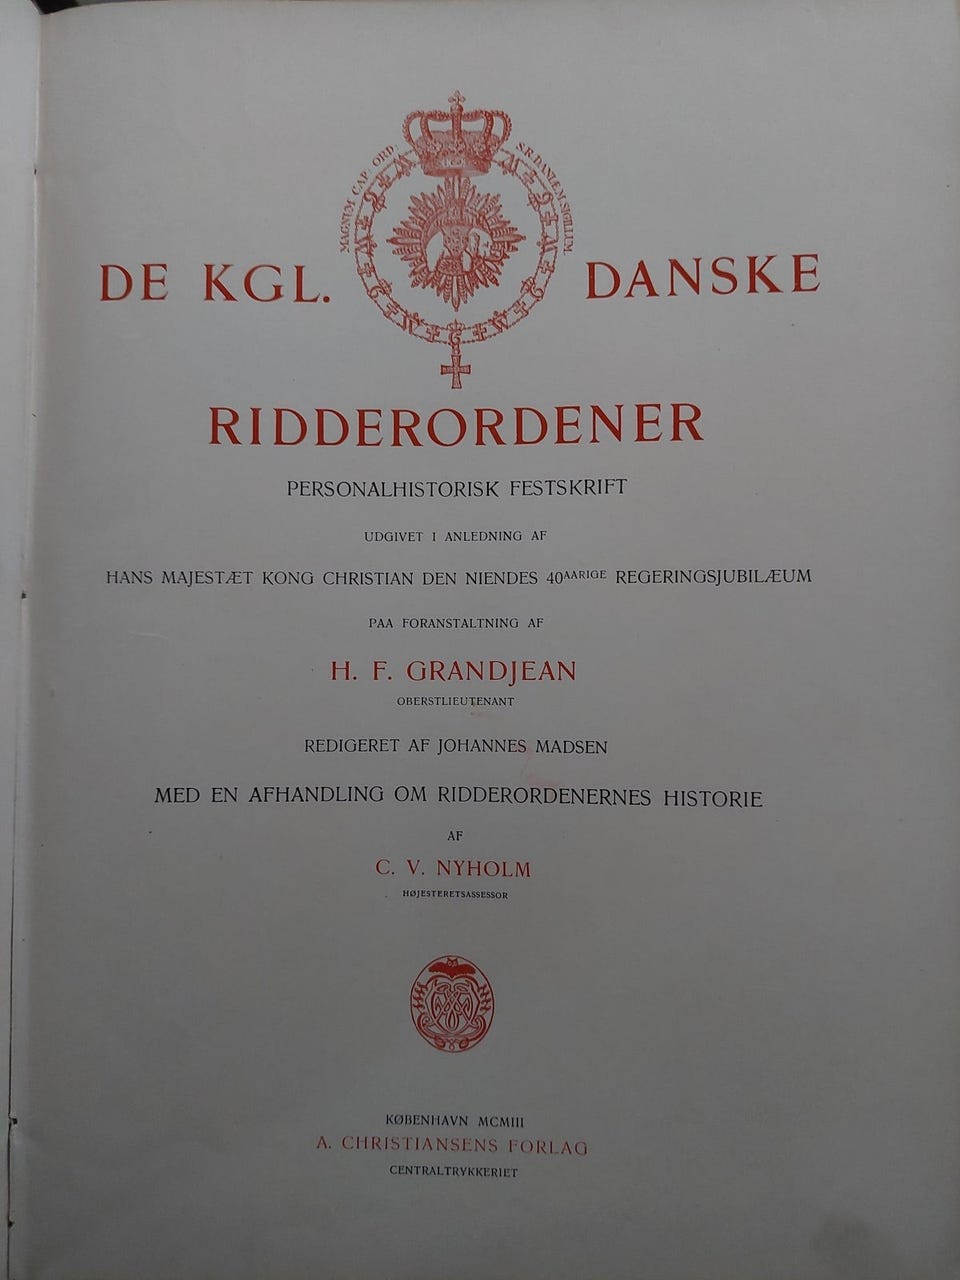 MAGNUM CAP. ORD. S. R. DANIÆM. SIGILLUM
DE KGL. DANSKE
RIDDERORDENER
PERSONALHISTORISK FESTSKRIFT
UDGIVET I ANLEDNING AF
HANS MAJESTÆT KONG CHRISTIAN DEN NIENDES 40AARIGE REGERINGSJUBILÆUM
PAA FORANSTALTNING AF
H. F. GRANDJEAN
OBERSTLIEUTENANT
REDIGERET AF JOHANNES MADSEN
MED EN AFHANDLING OM RIDDERORDENERNES HISTORIE
AF
C. V. NYHOLM
HØJESTERETSASSESSOR
KØBENHAVN MCMIII
A. CHRISTIANSENS FORLAG
CENTRALTRYKKERIET